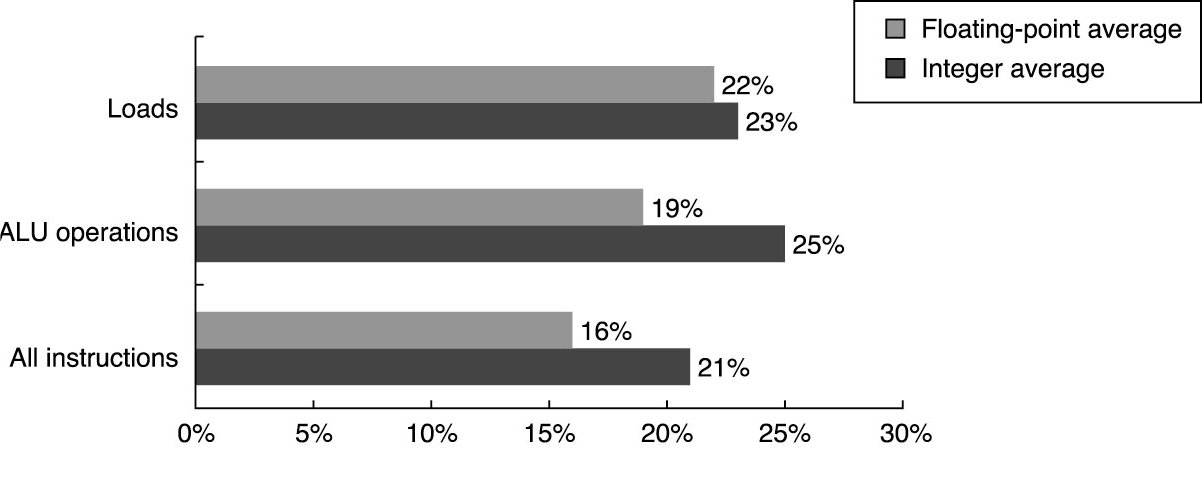 Floating-point average
Integer average
Loads
22%
23%
ALU operations
19%
25%
All instructions
16%
21%
0% 5% 10% 15% 20% 25% 30%